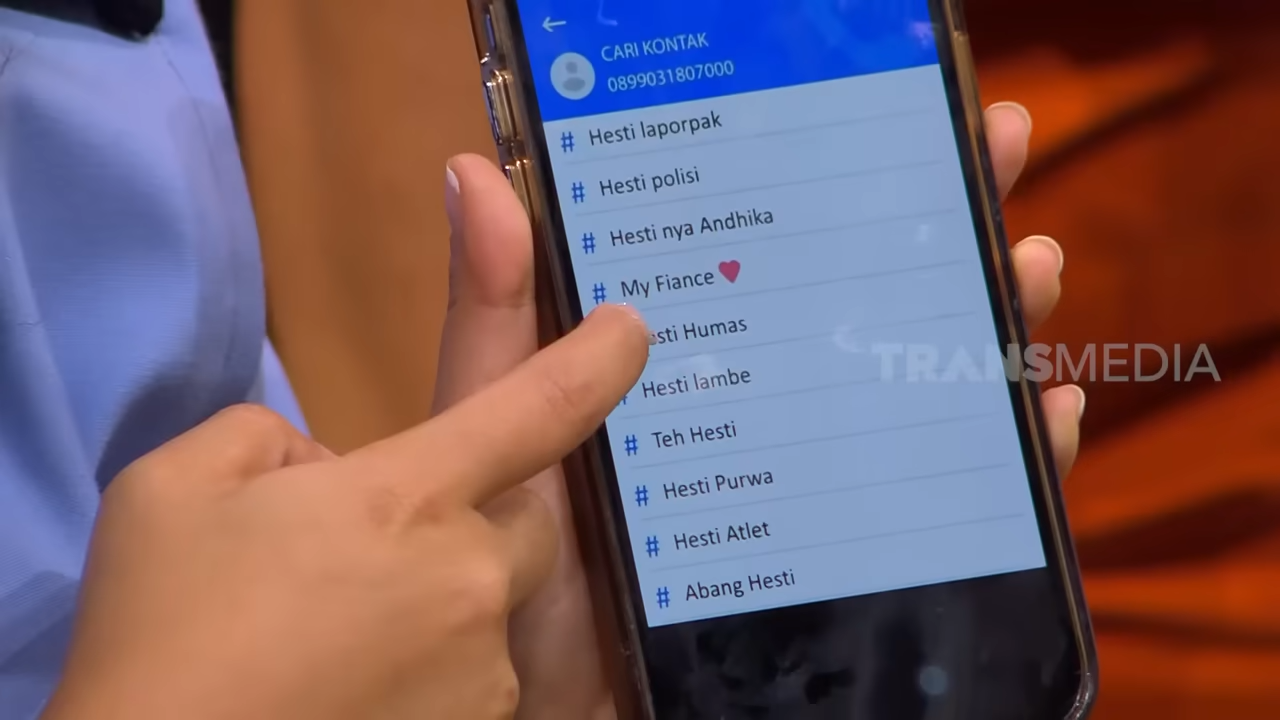 CARI KONTAK
0899031807000
# Hesti laporpak
# Hesti polisi
# Hesti nya Andhika
# My Fiance❤
sti Humas
# Hesti lambe
# Teh Hesti
# Hesti Purwa
# Hesti Atlet
# Abang Hesti
TRANSMEDIA